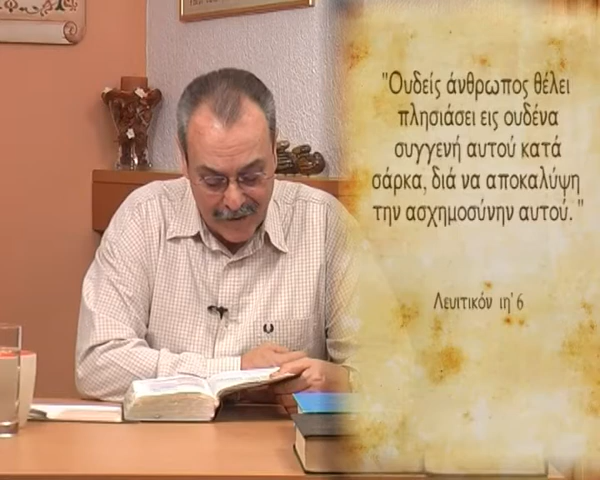 "Ουδείς άνθρωπος θέλει
πλησιάσει εις ουδένα
συγγενή αυτού κατά
σάρκα, διά να αποκαλύψη
την ασχημοσύνην αυτού. "
Λευιτικόν ιη' 6